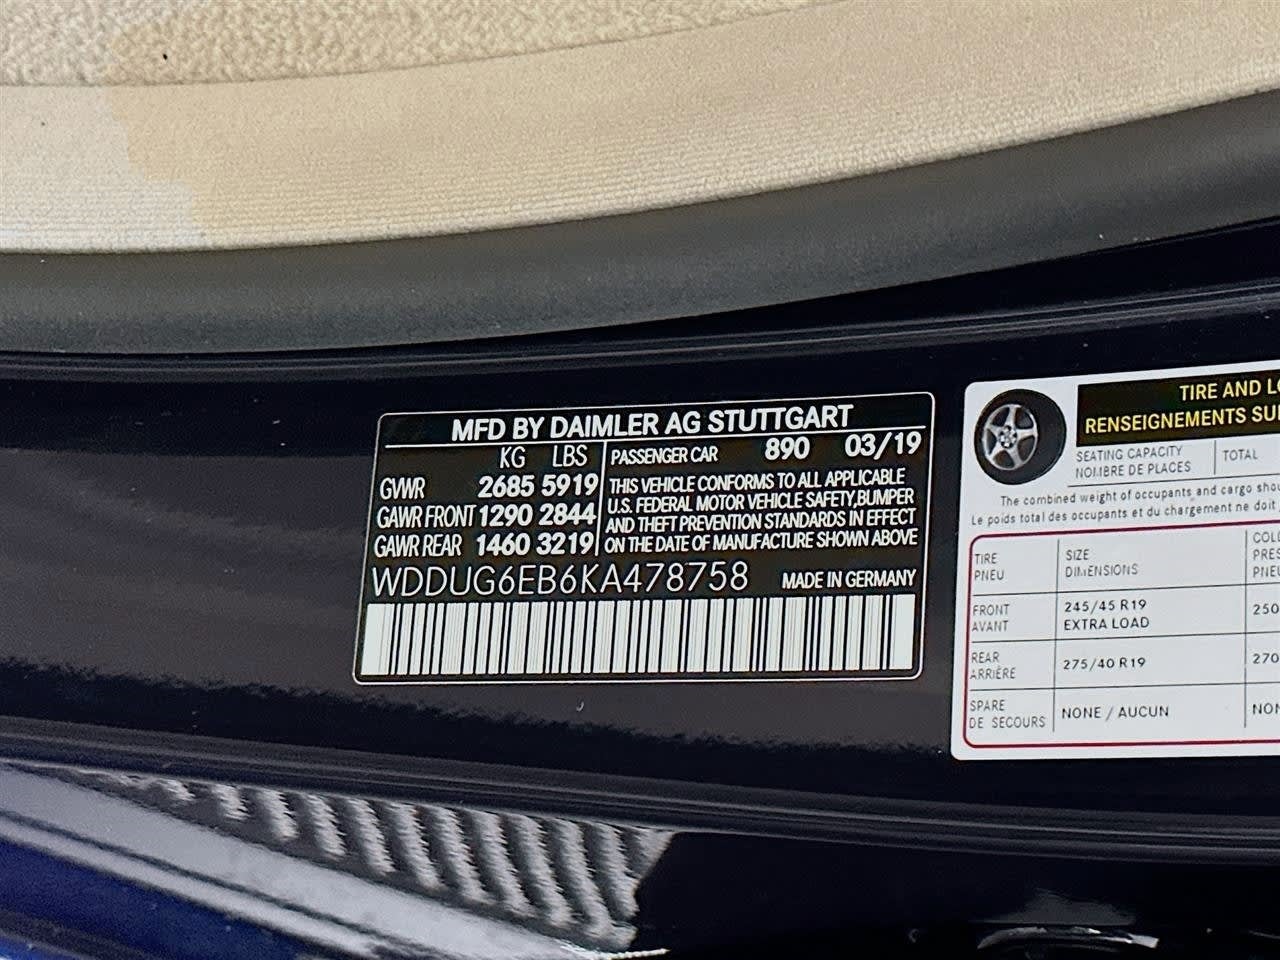 MFD BY DAIMLER AG STUTTGART
KG LBS
GVWR 2685 5919
GAWR FRONT 1290 2844
GAWR REAR 1460 3219
PASSENGER CAR 890 03/19
THIS VEHICLE CONFORMS TO ALL APPLICABLE
U.S. FEDERAL MOTOR VEHICLE SAFETY,BUMPER
AND THEFT PREVENTION STANDARDS IN EFFECT
ON THE DATE OF MANUFACTURE SHOWN ABOVE
WDDUG6EB6KA478758 MADE IN GERMANY
TIRE AND
RENSEIGNEMENTS
SEATING CAPACITY
NOMBRE DE PLACES
TOTAL
The combined weight of occupants and cargo
Le poids total des occupants et du chargement ne doit
TIRE
PNEU
SIZE
DIMENSIONS
FRONT
AVANT
245/45 R19
EXTRA LOAD
250
REAR
ARRIÈRE
275/40 R19
270
SPARE
DE SECOURS
NONE / AUCUN